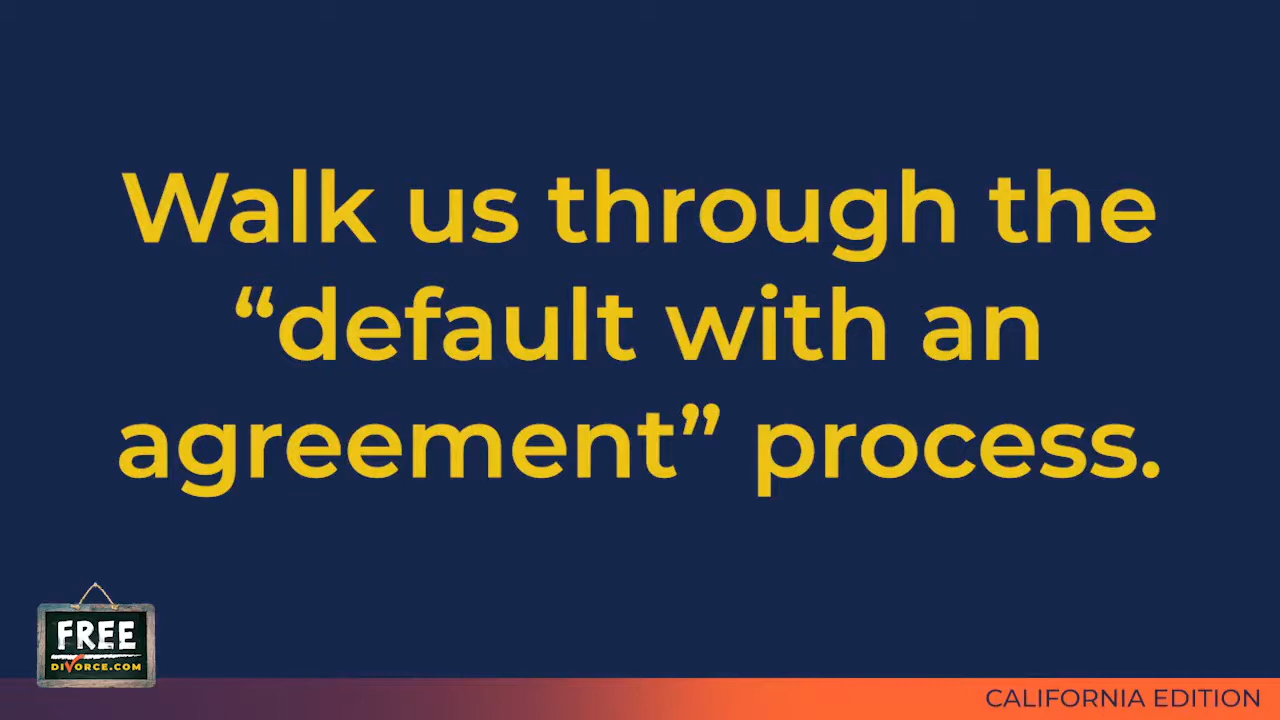 Walk us through the
“default with an
agreement” process.
FREE
DIVORCE.COM
CALIFORNIA EDITION